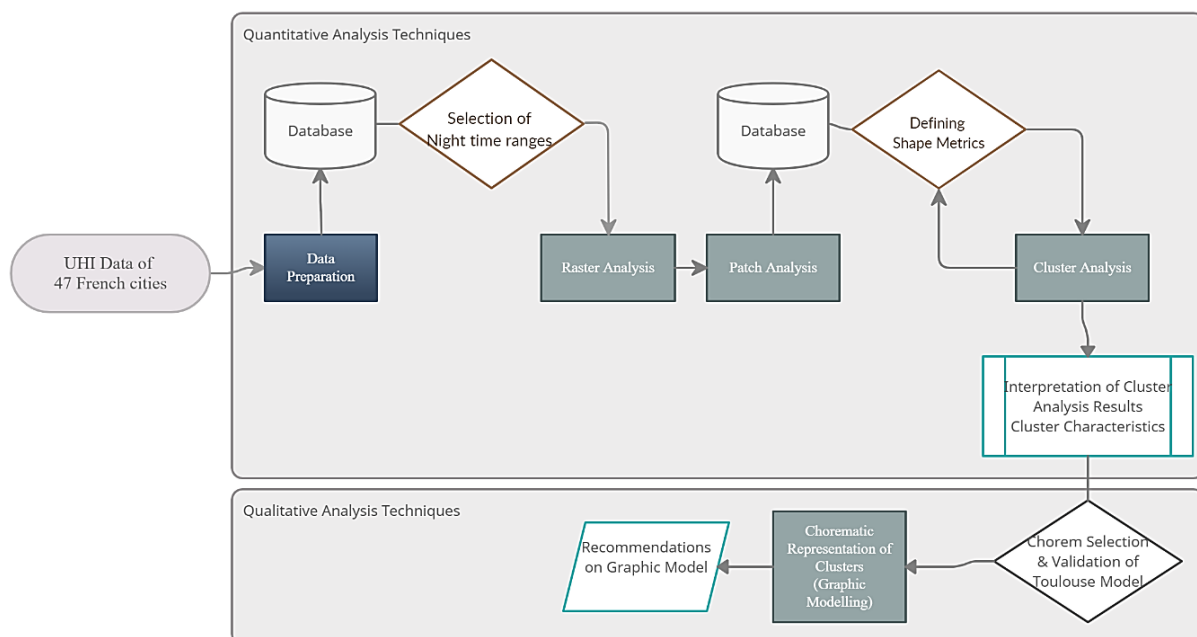 Quantitative Analysis Techniques
UHI Data of
47 French cities
Data
Preparation
Database
Selection of
Night time ranges
Raster Analysis
Patch Analysis
Database
Defining
Shape Metrics
Cluster Analysis
Interpretation of Cluster
Analysis Results
Cluster Characteristics
Qualitative Analysis Techniques
Chorem Selection
& Validation of
Toulouse Model
Chorematic
Representation of
Clusters
(Graphic
Modelling)
Recommendations
on Graphic Model